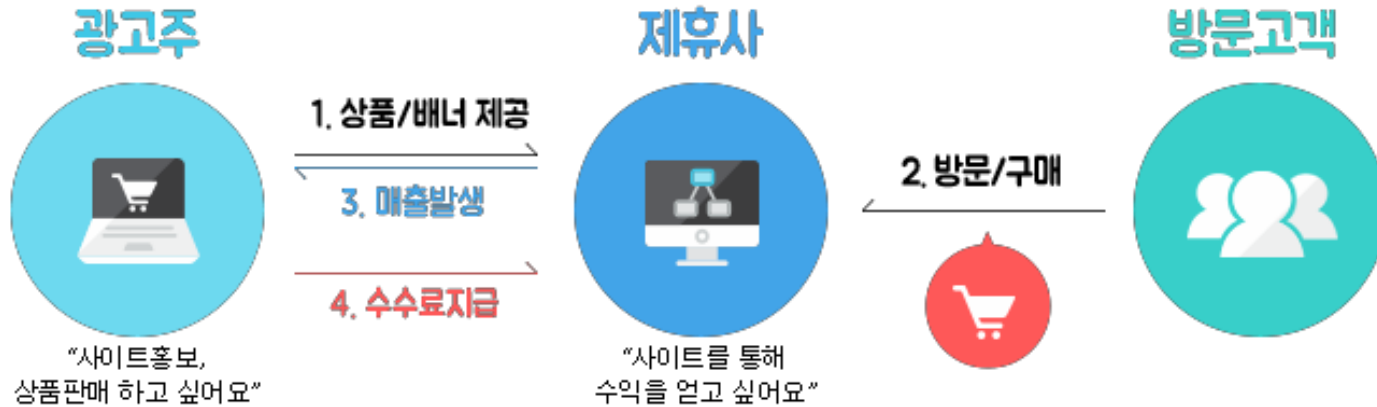 광고주
제휴사
방문고객
1. 상품/배너 제공
2. 방문/구매
3. 매출발생
4. 수수료지급
“사이트홍보,
상품판매 하고 싶어요”
“사이트를 통해
수익을 얻고 싶어요”